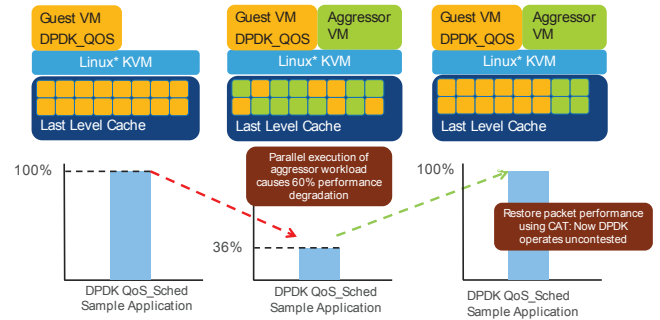 Guest VM
DPDK_QOS
Linux* KVM
Last Level Cache
Guest VM
DPDK_QOS
Aggressor
VM
Linux* KVM
Last Level Cache
Guest VM
DPDK_QOS
Aggressor
VM
Linux* KVM
Last Level Cache
100%
DPDK QoS_Sched
Sample Application
Parallel execution of
aggressor workload
causes 60% performance
degradation
36%
DPDK QoS_Sched
Sample Application
100%
Restore packet performance
using CAT: Now DPDK
operates uncontested
DPDK QoS_Sched
Sample Application